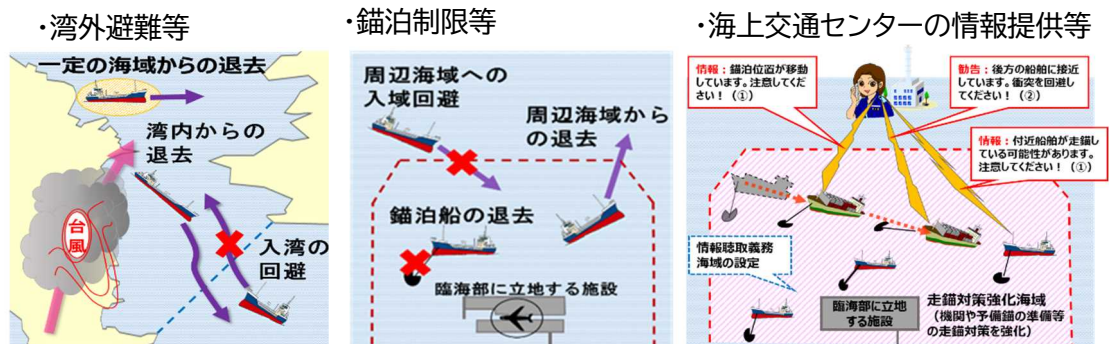 ・湾外避難等
一定の海域からの退去
湾内からの
退去
台
風
入湾の
回避
・錨泊制限等
周辺海域への
入域回避
周辺海域から
の退去
錨泊船の退去
臨海部に立地する施設
・海上交通センターの情報提供等
情報：錨泊位置が移動
しています。注意してくだ
さい！（①）
勧告：後方の船舶に接近
しています。衝突を回避し
てください！（②）
情報：付近船舶が走錨し
ている可能性があります。
注意してください！（①）
情報聴取義務
海域の設定
臨海部に立地
する施設
走錨対策強化海域
（機関や予備錨の準備等
の走錨対策を強化）